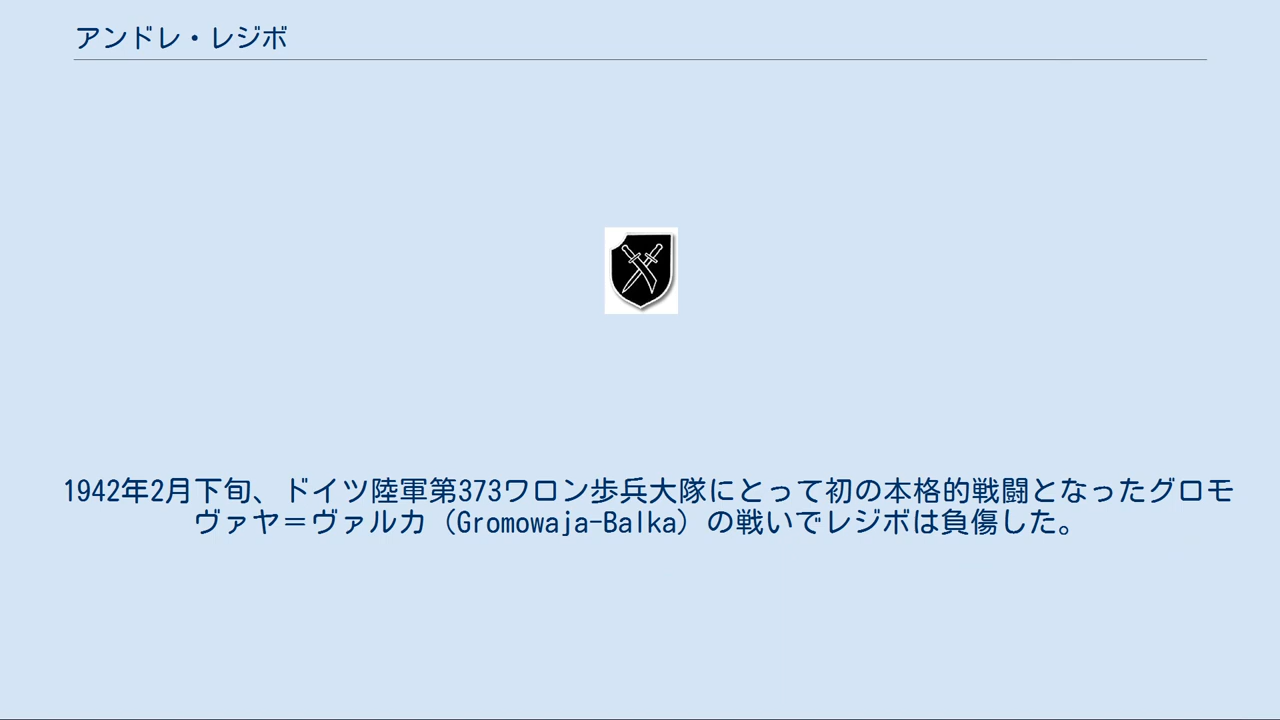 アンドレ・レジボ
1942年2月下旬、ドイツ陸軍第373ワロン歩兵大隊にとって初の本格的戦闘となったグロモ
ヴァヤ＝ヴァルカ（Gromowaja-Balka）の戦いでレジボは負傷した。